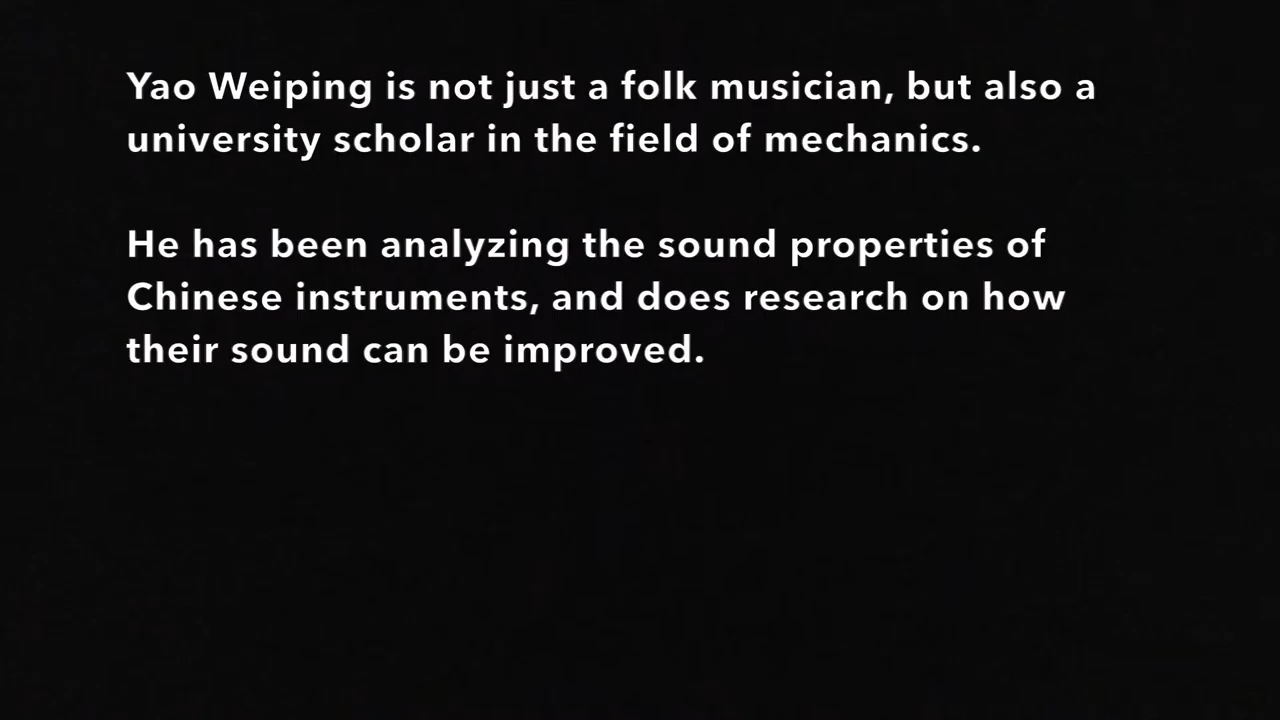 Yao Weiping is not just a folk musician, but also a
university scholar in the field of mechanics.
He has been analyzing the sound properties of
Chinese instruments, and does research on how
their sound can be improved.